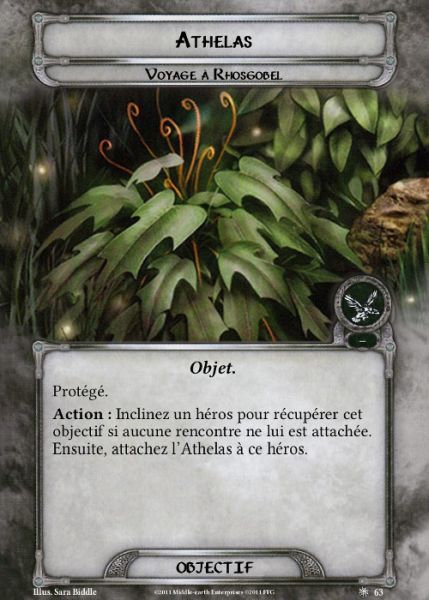 Athelas
Voyage à Rhosgobel
–
Objet.
Protégé.
Action : Inclinez un héros pour récupérer cet
objectif si aucune rencontre ne lui est attachée.
Ensuite, attachez l'Athelas à ce héros.
OBJECTIF
Illus. Sara Biddle
©2011 Middle-earth Enterprises ©2011 FFG
63